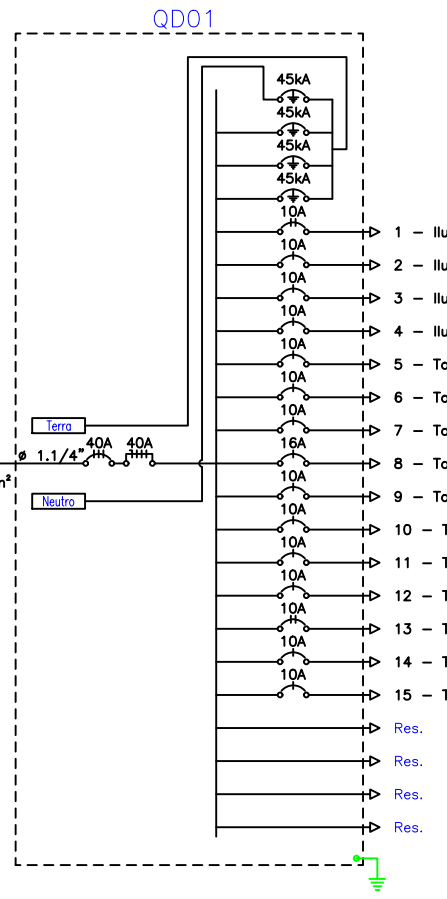 QD01
45kA
45kA
45kA
45kA
10A
1 - Ilu
10A
2 - Ilu
10A
3 - Ilu
10A
4 - Ilu
10A
5 - To
10A
6 - To
10A
7 - To
Terra
ø 1.1/4" 40A 40A
16A
8 - To
n²
Neutro
10A
9 - To
10A
10 - T
10A
11 - T
10A
12 - T
10A
13 - T
10A
14 - T
10A
15 - T
Res.
Res.
Res.
Res.